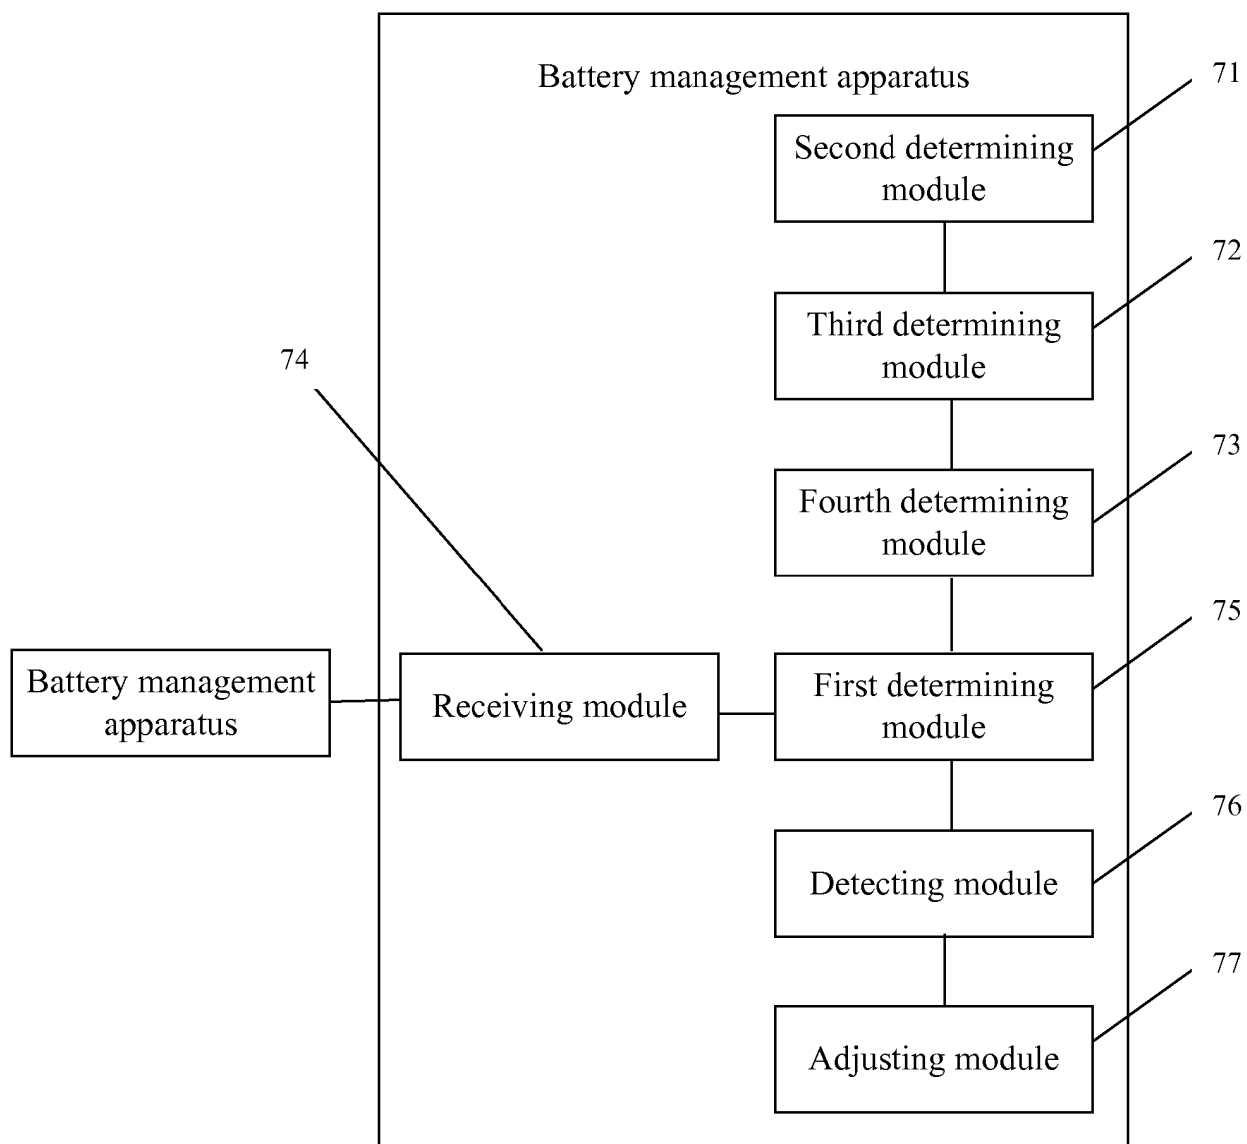 Battery management apparatus
71
Second determining
module
72
Third determining
module
74
73
Fourth determining
module
75
Battery management
apparatus
Receiving module
First determining
module
76
Detecting module
77
Adjusting module